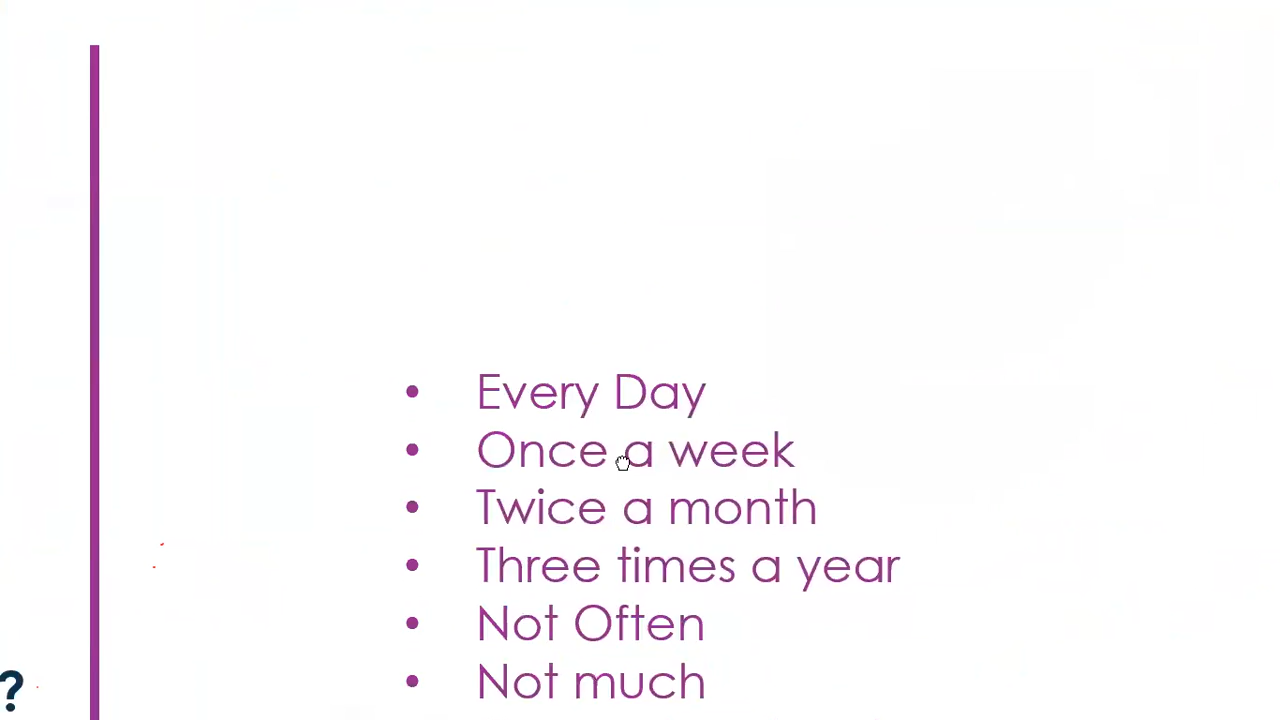 • Every Day
• Once a week
• Twice a month
• Three times a year
• Not Often
• Not much
?